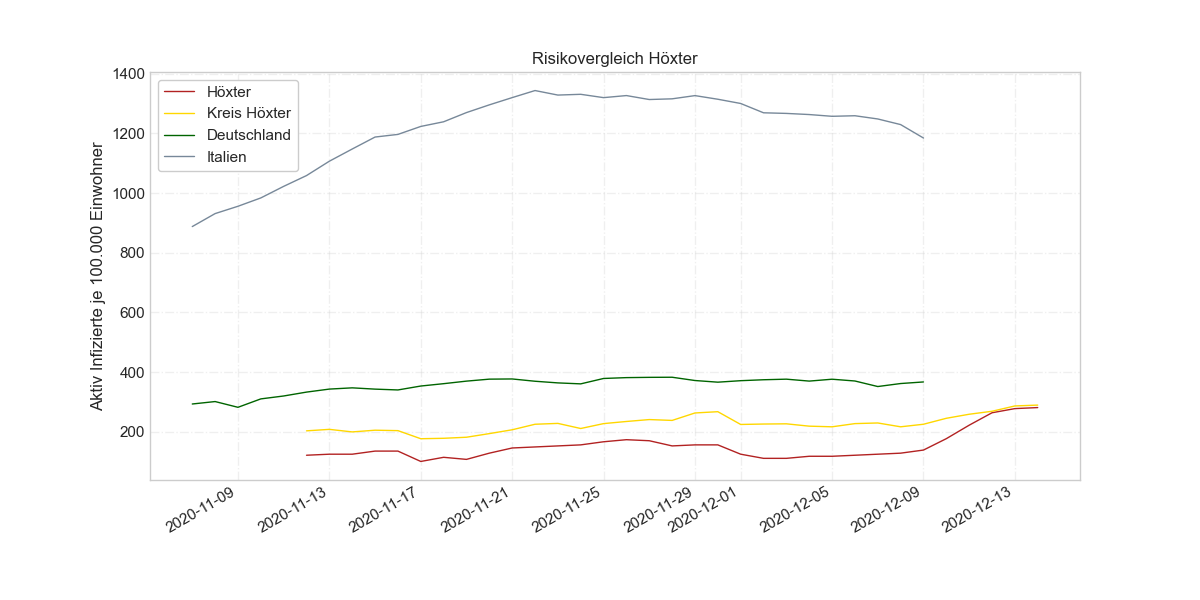 Risikovergleich Höxter
Höxter
Kreis Höxter
Deutschland
Italien
Aktiv Infizierte je 100.000 Einwohner
1400
1200
1000
800
600
400
200
2020-11-09
2020-11-13
2020-11-17
2020-11-21
2020-11-25
2020-11-29
2020-12-01
2020-12-05
2020-12-09
2020-12-13